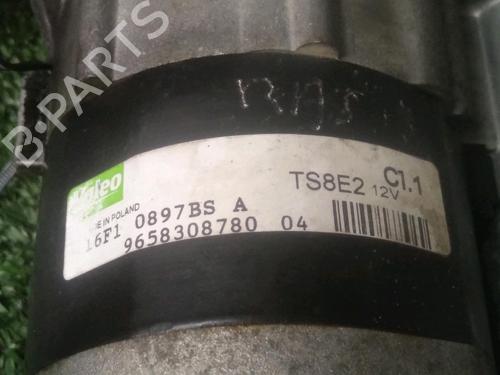 B-PARTS
Valeo
TS8E2 12V C1.1
MADE IN POLAND
16F1 0897BS A
9658308780 04